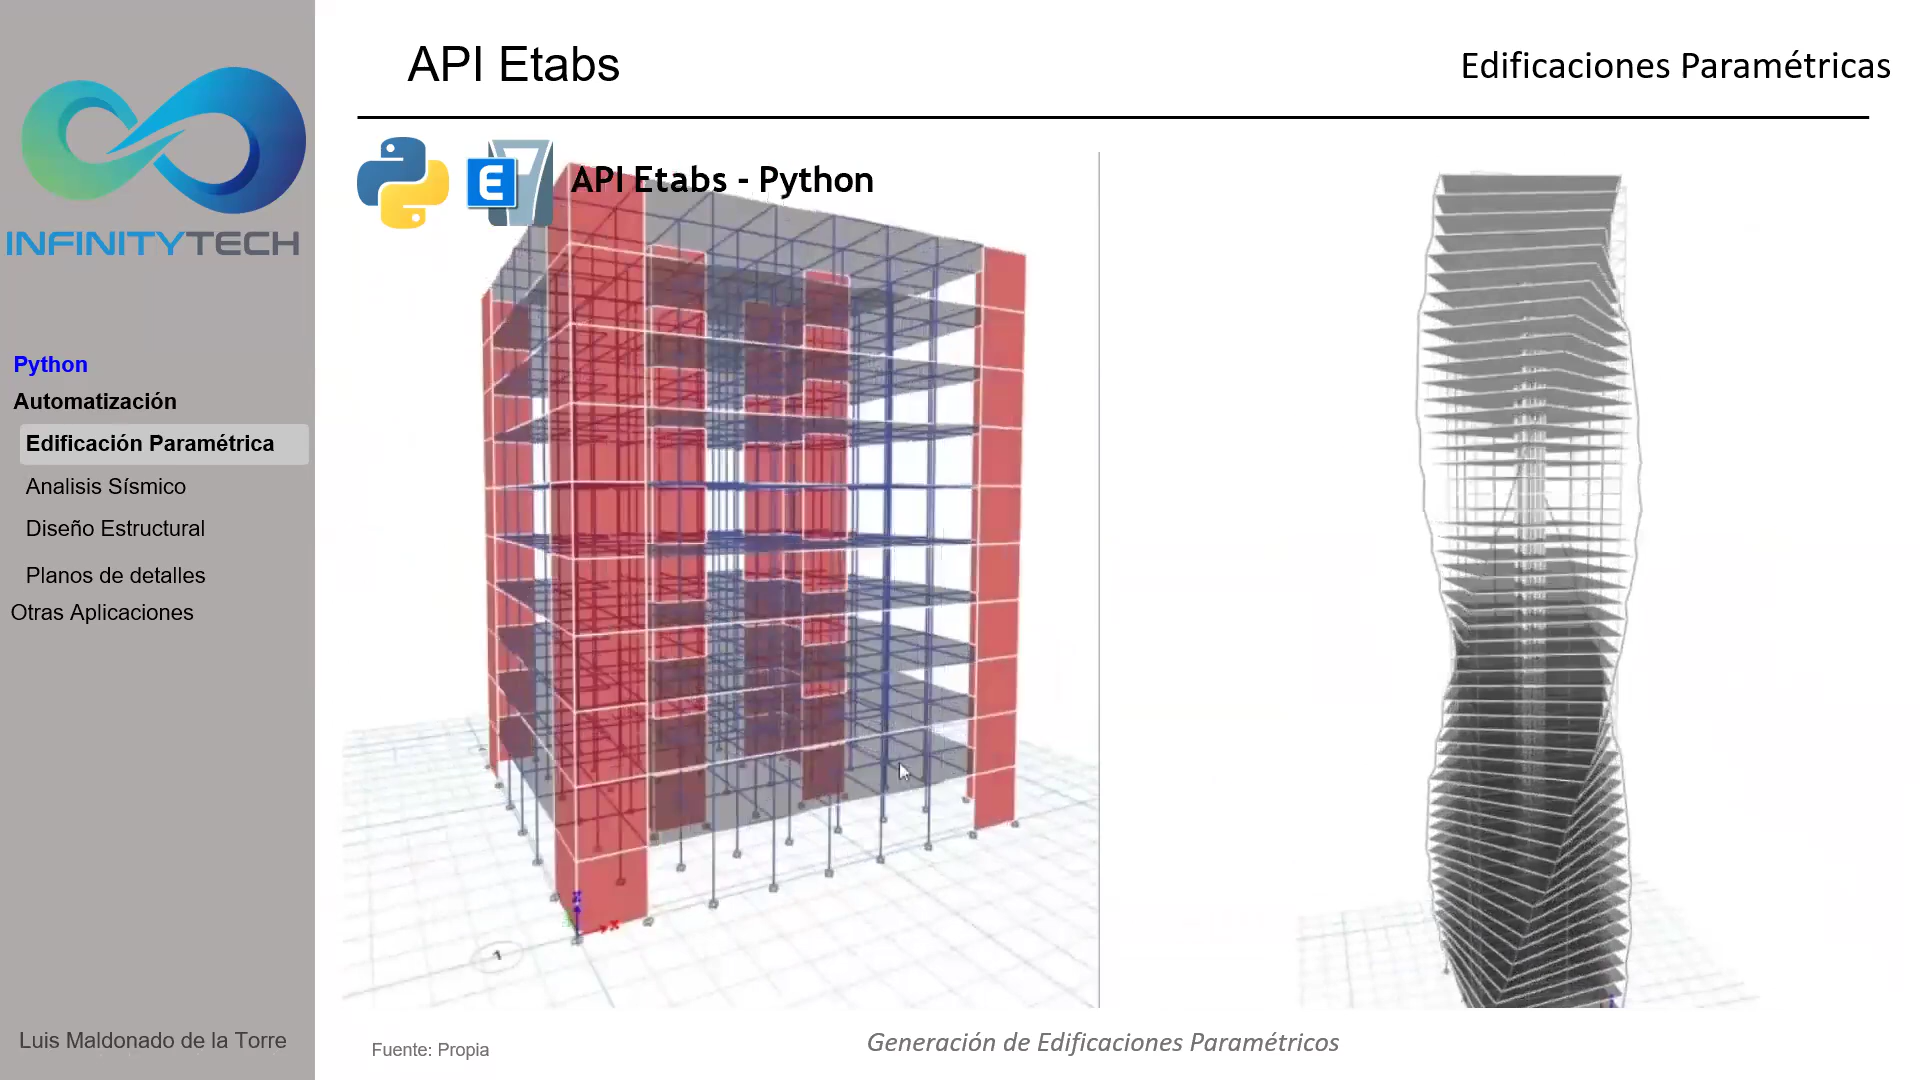 INFINITYTECH
Python
Automatización
Edificación Paramétrica
Analisis Sísmico
Diseño Estructural
Planos de detalles
Otras Aplicaciones
Luis Maldonado de la Torre
API Etabs
Edificaciones Paramétricas
E
API Etabs - Python
Z
X
Fuente: Propia
Generación de Edificaciones Paramétricos